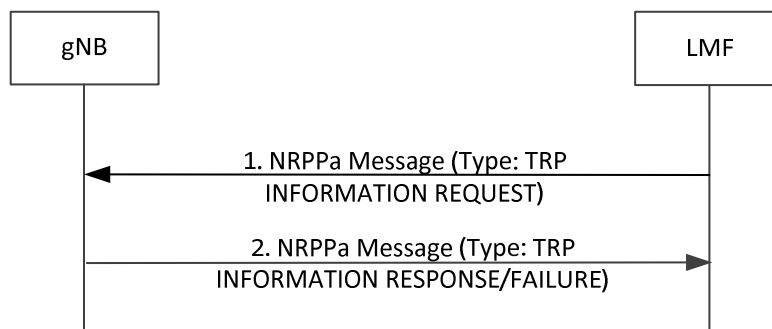 gNB
LMF
1. NRPPa Message (Type: TRP
INFORMATION REQUEST)
2. NRPPa Message (Type: TRP
INFORMATION RESPONSE/FAILURE)